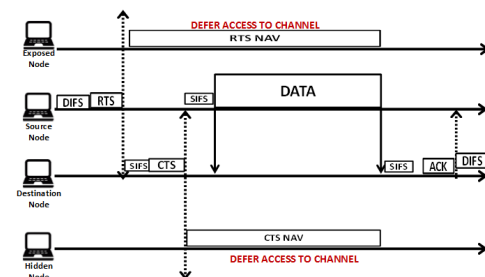 DEFER ACCESS TO CHANNEL
RTS NAV
Exposed
Node
DIFS
RTS
SIFS
DATA
Source
Node
SIFS
CTS
SIFS
ACK
DIFS
Destination
Node
CTS NAV
DEFER ACCESS TO CHANNEL
Hidden
Node